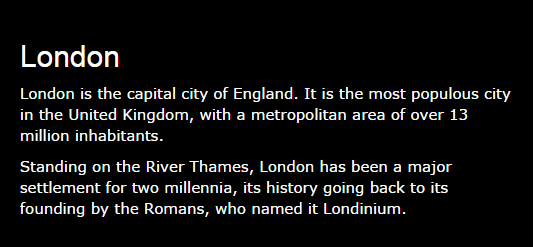 London
London is the capital city of England. It is the most populous city
in the United Kingdom, with a metropolitan area of over 13
million inhabitants.
Standing on the River Thames, London has been a major
settlement for two millennia, its history going back to its
founding by the Romans, who named it Londinium.